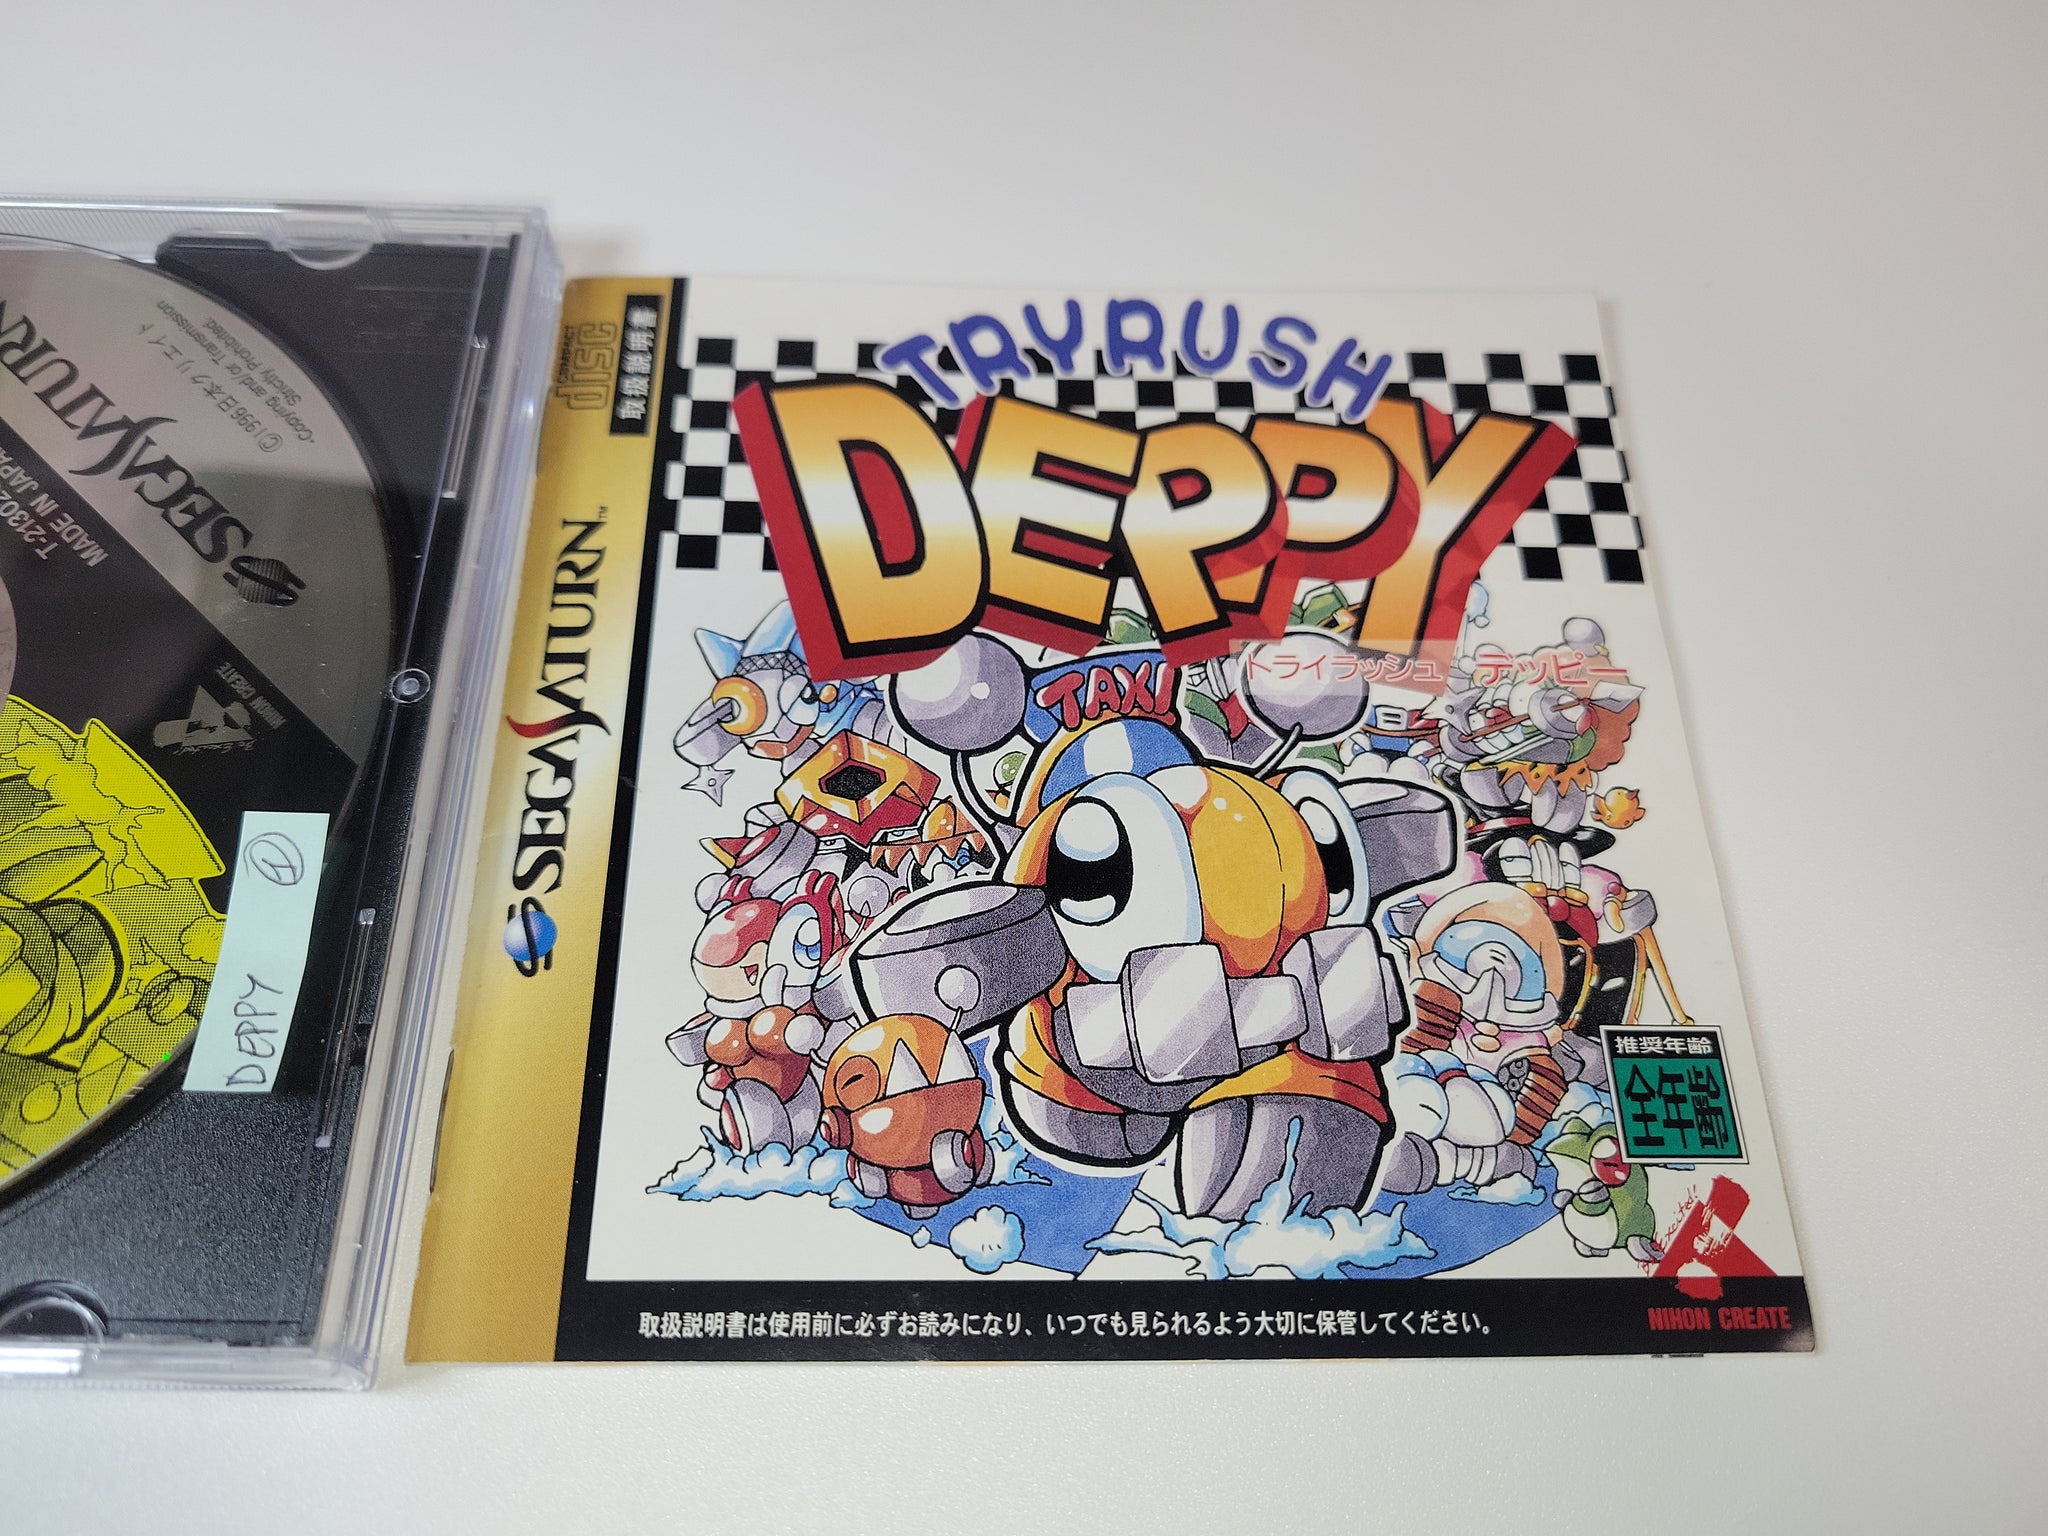 SEGA SATURN
©1996日本クリエイト
-Copying and/or Transmission
Strictly Prohibited.
MADE IN JAPA
NIHON CREATE
DEPPY
COMPACT
disc
取扱説明書
SEGA SATURN™
TRYRUSH
DEPPY
トライラッシュ デッピー
TAXI
推奨年齢
全年齢
Be Excited!
NIHON CREATE
取扱説明書は使用前に必ずお読みになり、いつでも見られるよう大切に保管してください。